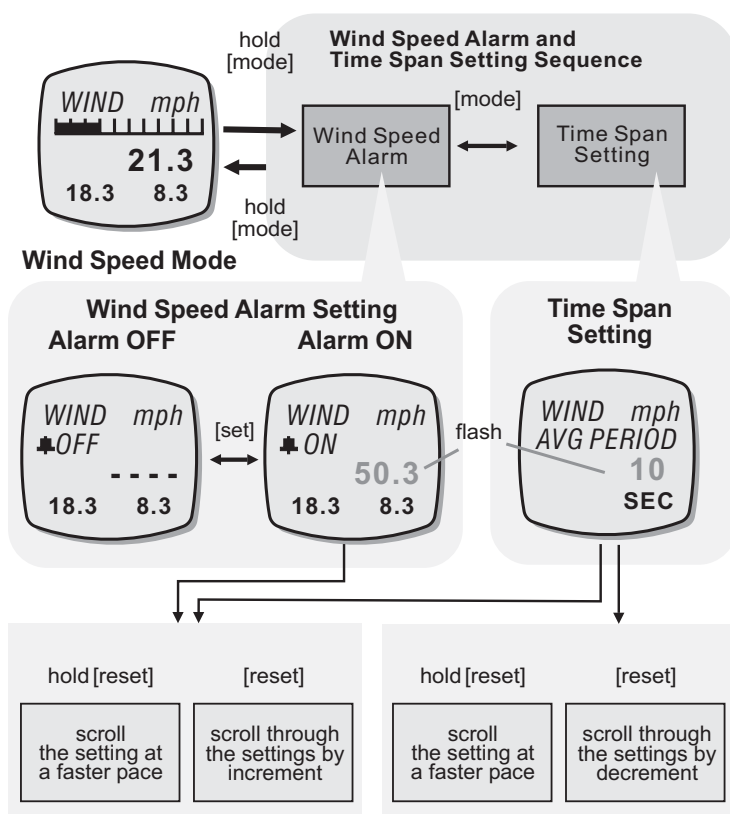 hold
[mode]
Wind Speed Alarm and
Time Span Setting Sequence
WIND mph
21.3
18.3 8.3
Wind Speed
Alarm
[mode]
Time Span
Setting
hold
[mode]
Wind Speed Mode
Wind Speed Alarm Setting
Alarm OFF Alarm ON
WIND mph
OFF
- - - -
18.3 8.3
[set]
WIND mph
ON
50.3
18.3 8.3
flash
Time Span
Setting
WIND mph
AVG PERIOD
10
SEC
hold [reset] [reset]
scroll
the setting at
a faster pace
scroll through
the settings by
increment
hold [reset] [reset]
scroll
the setting at
a faster pace
scroll through
the settings by
decrement